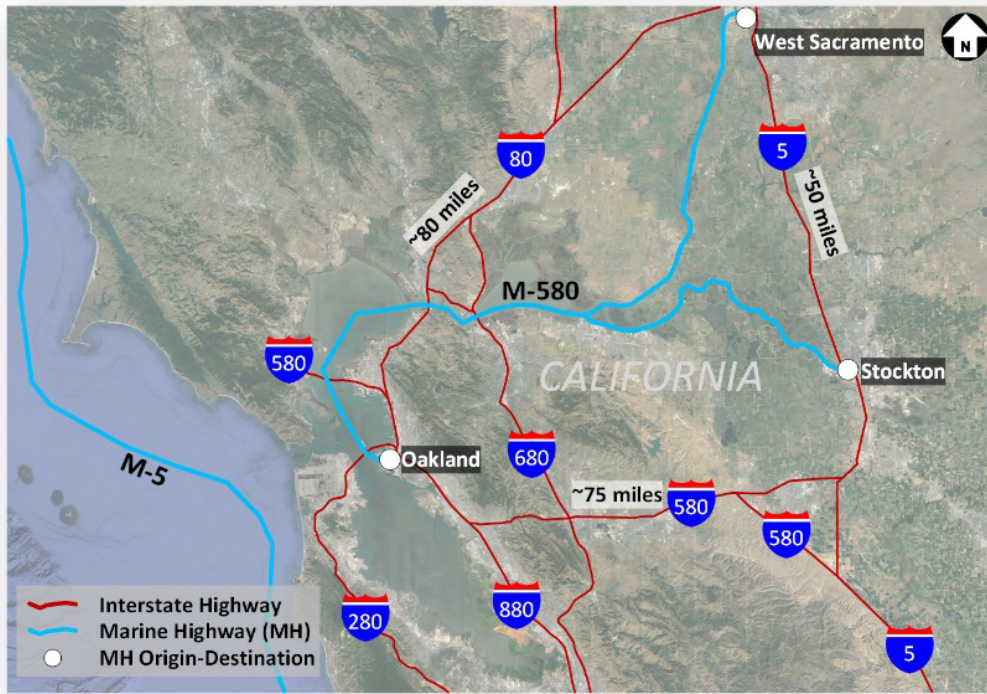 West Sacramento
N
80
5
~50 miles
~80 miles
M-580
580
CALIFORNIA
Stockton
M-5
Oakland
680
~75 miles
580
580
Interstate Highway
Marine Highway (MH)
MH Origin-Destination
280
880
5